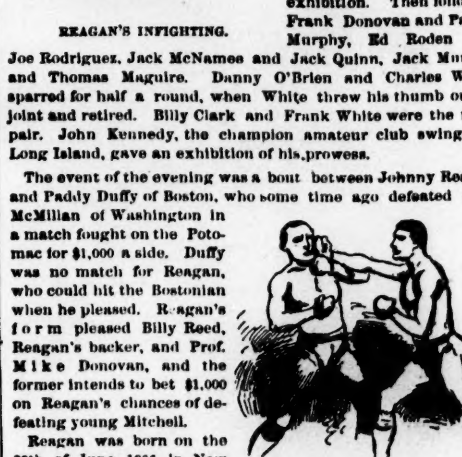 exhibition. Then
REAGAN'S INFIGHTING.
Frank Donovan and
Murphy, Ed Roden
Joe Rodriguez, Jack McNamee and Jack Quinn, Jack
and Thomas Maguire. Danny O'Brien and Charles
sparred for half a round, when White threw his thumb
joint and retired. Billy Clark and Frank White were the
pair. John Kennedy, the champion amateur club
Long Island, gave an exhibition of his prowess.
The event of the evening was a bout between Johnny
and Paddy Duffy of Boston, who some time ago defeated
McMillan of Washington in
a match fought on the Poto-
mac for $1,000 a side. Duffy
was no match for Reagan,
who could hit the Bostonian
when he pleased. R agan's
form pleased Billy Reed,
Reagan's backer, and Prof.
Mike Donovan, and the
former intends to bet $1,000
on Reagan's chances of de-
feating young Mitchell.
Reagan was born on the
of June